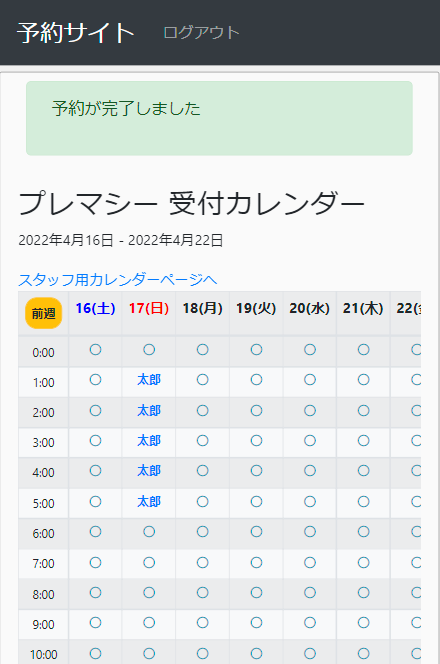 予約サイト ログアウト
予約が完了しました
プレマシー 受付カレンダー
2022年4月16日 - 2022年4月22日
スタッフ用カレンダーページへ
前週 16(土) 17(日) 18(月) 19(火) 20(水) 21(木) 22(
0:00 〇 〇 〇 〇 〇 〇 〇
1:00 〇 太郎 〇 〇 〇 〇 〇
2:00 〇 太郎 〇 〇 〇 〇 〇
3:00 〇 太郎 〇 〇 〇 〇 〇
4:00 〇 太郎 〇 〇 〇 〇 〇
5:00 〇 太郎 〇 〇 〇 〇 〇
6:00 〇 〇 〇 〇 〇 〇 〇
7:00 〇 〇 〇 〇 〇 〇 〇
8:00 〇 〇 〇 〇 〇 〇 〇
9:00 〇 〇 〇 〇 〇 〇 〇
10:00 〇 〇 〇 〇 〇 〇 〇